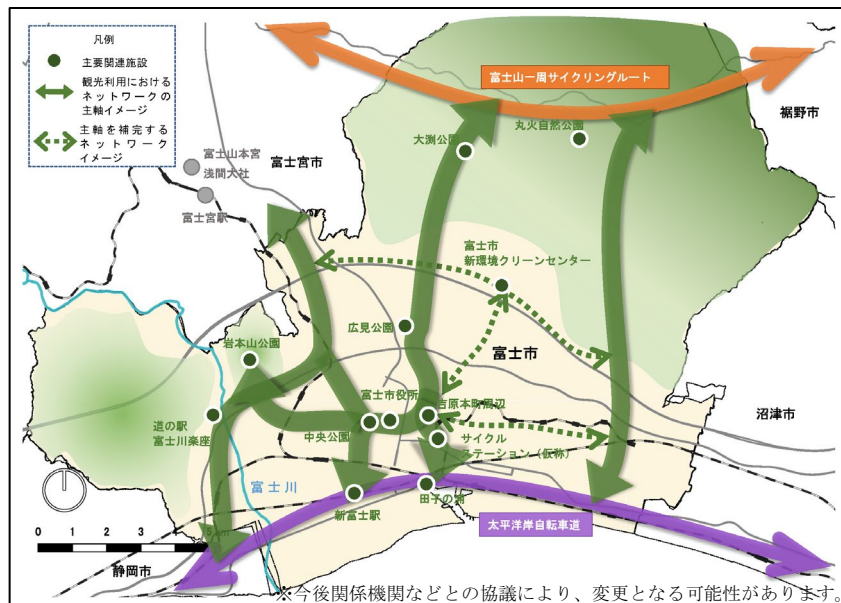 凡例
主要関連施設
観光利用における
ネットワークの
主軸イメージ
主軸を補完する
ネットワーク
イメージ
富士山一周サイクリングルート
裾野市
丸火自然公園
大渕公園
富士山本宮
浅間大社
富士宮市
富士宮駅
富士市
新環境クリーンセンター
広見公園
富士市
岩本山公園
富士市役所
吉原本町周辺
沼津市
道の駅
富士川楽座
中央公園
サイクル
ステーション（仮称）
富士川
新富士駅
田子の浦
太平洋岸自転車道
0 1 2 3 4 5 km
静岡市
※今後関係機関などとの協議により、変更となる可能性があります。